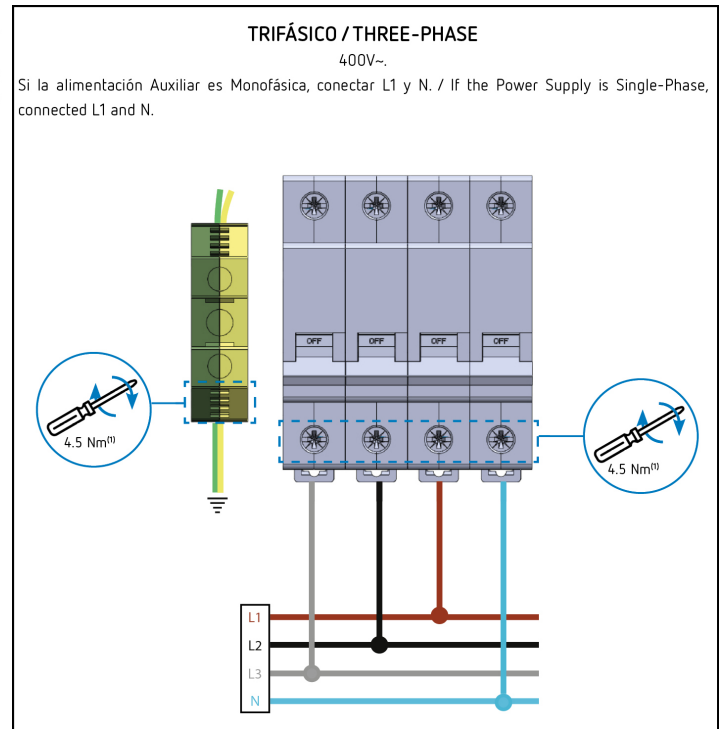 TRIFÁSICO / THREE-PHASE
400V~.
Si la alimentación Auxiliar es Monofásica, conectar L1 y N. / If the Power Supply is Single-Phase,
connected L1 and N.
OFF OFF OFF OFF
4.5 Nm⁽¹⁾
4.5 Nm⁽¹⁾
L1
L2
L3
N